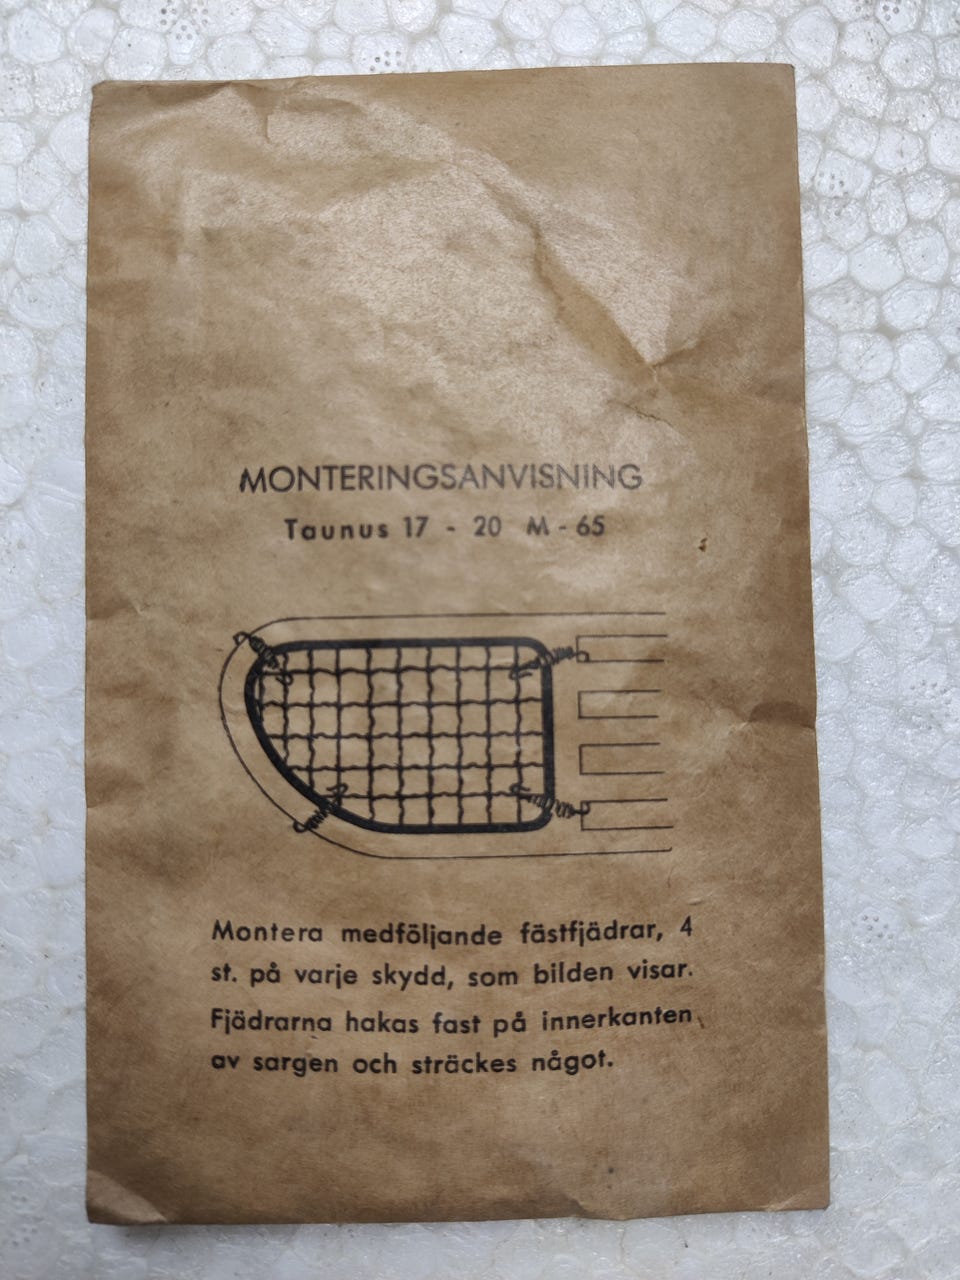 MONTERINGSANVISNING
Taunus 17 - 20 M - 65
Montera medföljande fästfjädrar, 4
st. på varje skydd, som bilden visar.
Fjädrarna hakas fast på innerkanten
av sargen och sträckes något.